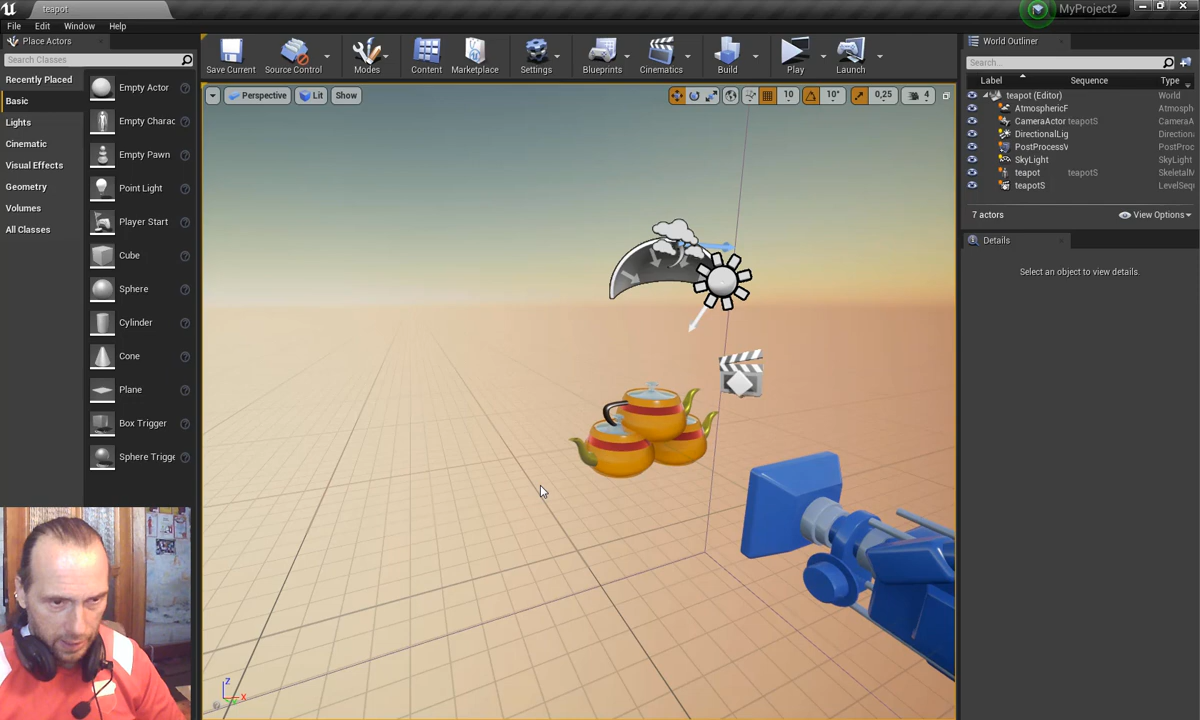 teapot
MyProject2
File Edit Window Help
Place Actors
Search Classes
Recently Placed
Basic
Lights
Cinematic
Visual Effects
Geometry
Volumes
All Classes
Empty Actor
Empty Charac
Empty Pawn
Point Light
Player Start
Cube
Sphere
Cylinder
Cone
Plane
Box Trigger
Sphere Trigge
Save Current
Source Control
Modes
Content
Marketplace
Settings
Blueprints
Cinematics
Build
Play
Launch
Perspective
Lit
Show
10
10°
0,25
4
Z
X
World Outliner
Search...
Label Sequence Type
teapot (Editor) World
AtmosphericF Atmosph
CameraActor teapotS CameraA
DirectionalLig Direction
PostProcessV PostProc
SkyLight SkyLight
teapot teapotS SkeletalM
teapotS LevelSeq
7 actors
View Options
Details
Select an object to view details.